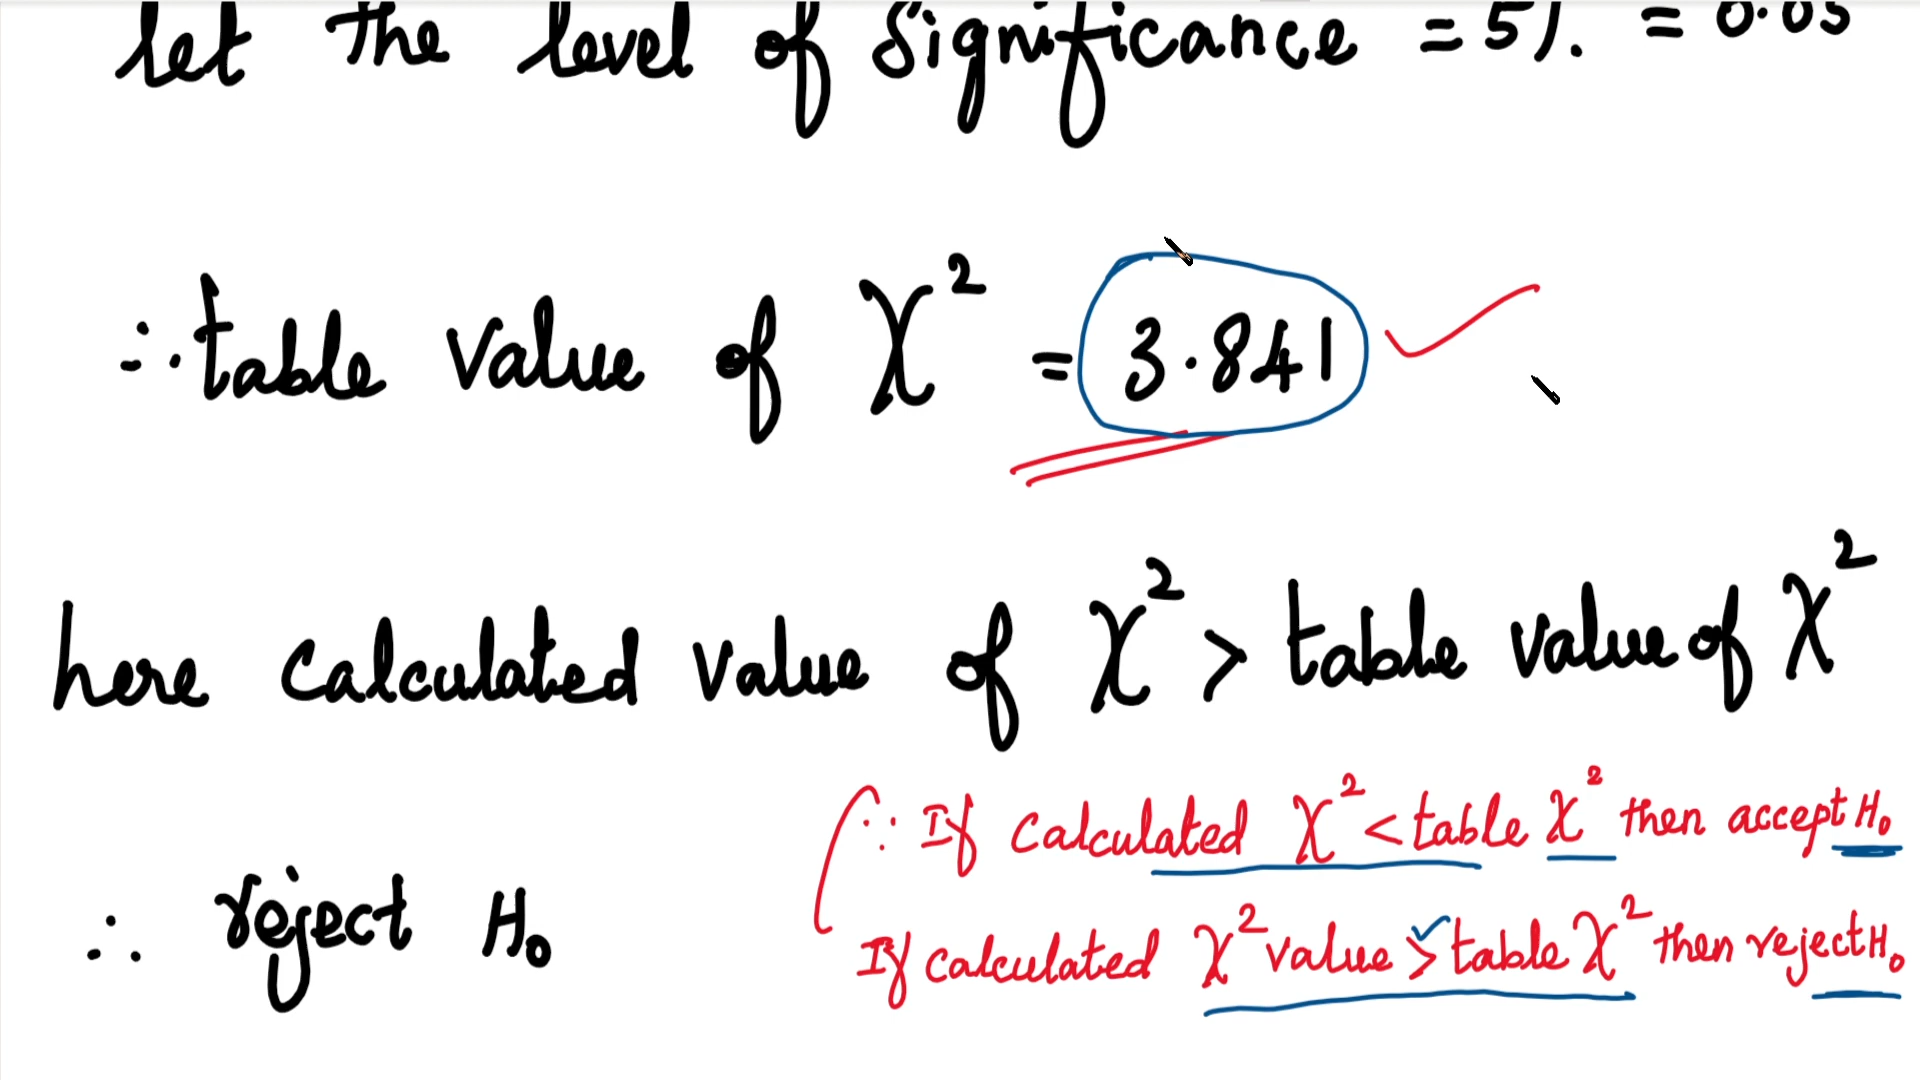 let the level of significance = 5%. = 0.05
∴ table value of χ² = 3.841
here calculated value of χ² > table value of χ²
∵ If calculated χ² < table χ² then accept H₀
∴ reject H₀
If calculated χ² value > table χ² then reject H₀